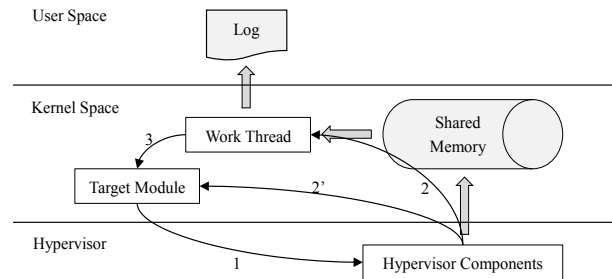 User Space
Log
Kernel Space
Shared
Memory
3
Work Thread
2
Target Module
2’
Hypervisor
1
Hypervisor Components